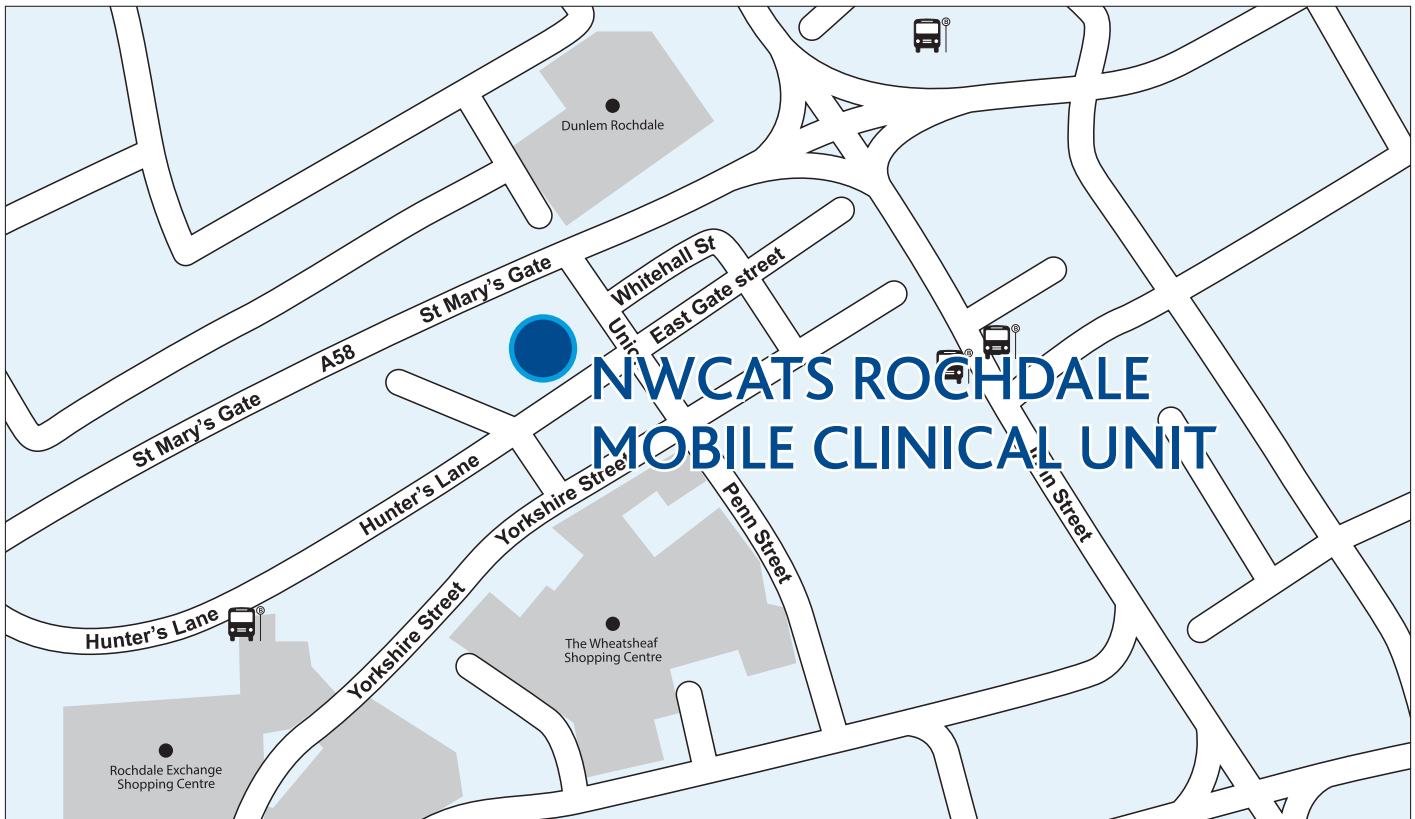 Dunlem Rochdale
St Mary's Gate
Whitehall St
East Gate street
A58
St Mary's Gate
NWCATS ROCHDALE
MOBILE CLINICAL UNIT
Hunter's Lane
Yorkshire Street
Penn Street
Street
Hunter's Lane
Yorkshire Street
The Wheatsheaf
Shopping Centre
Rochdale Exchange
Shopping Centre
B
B
B
B